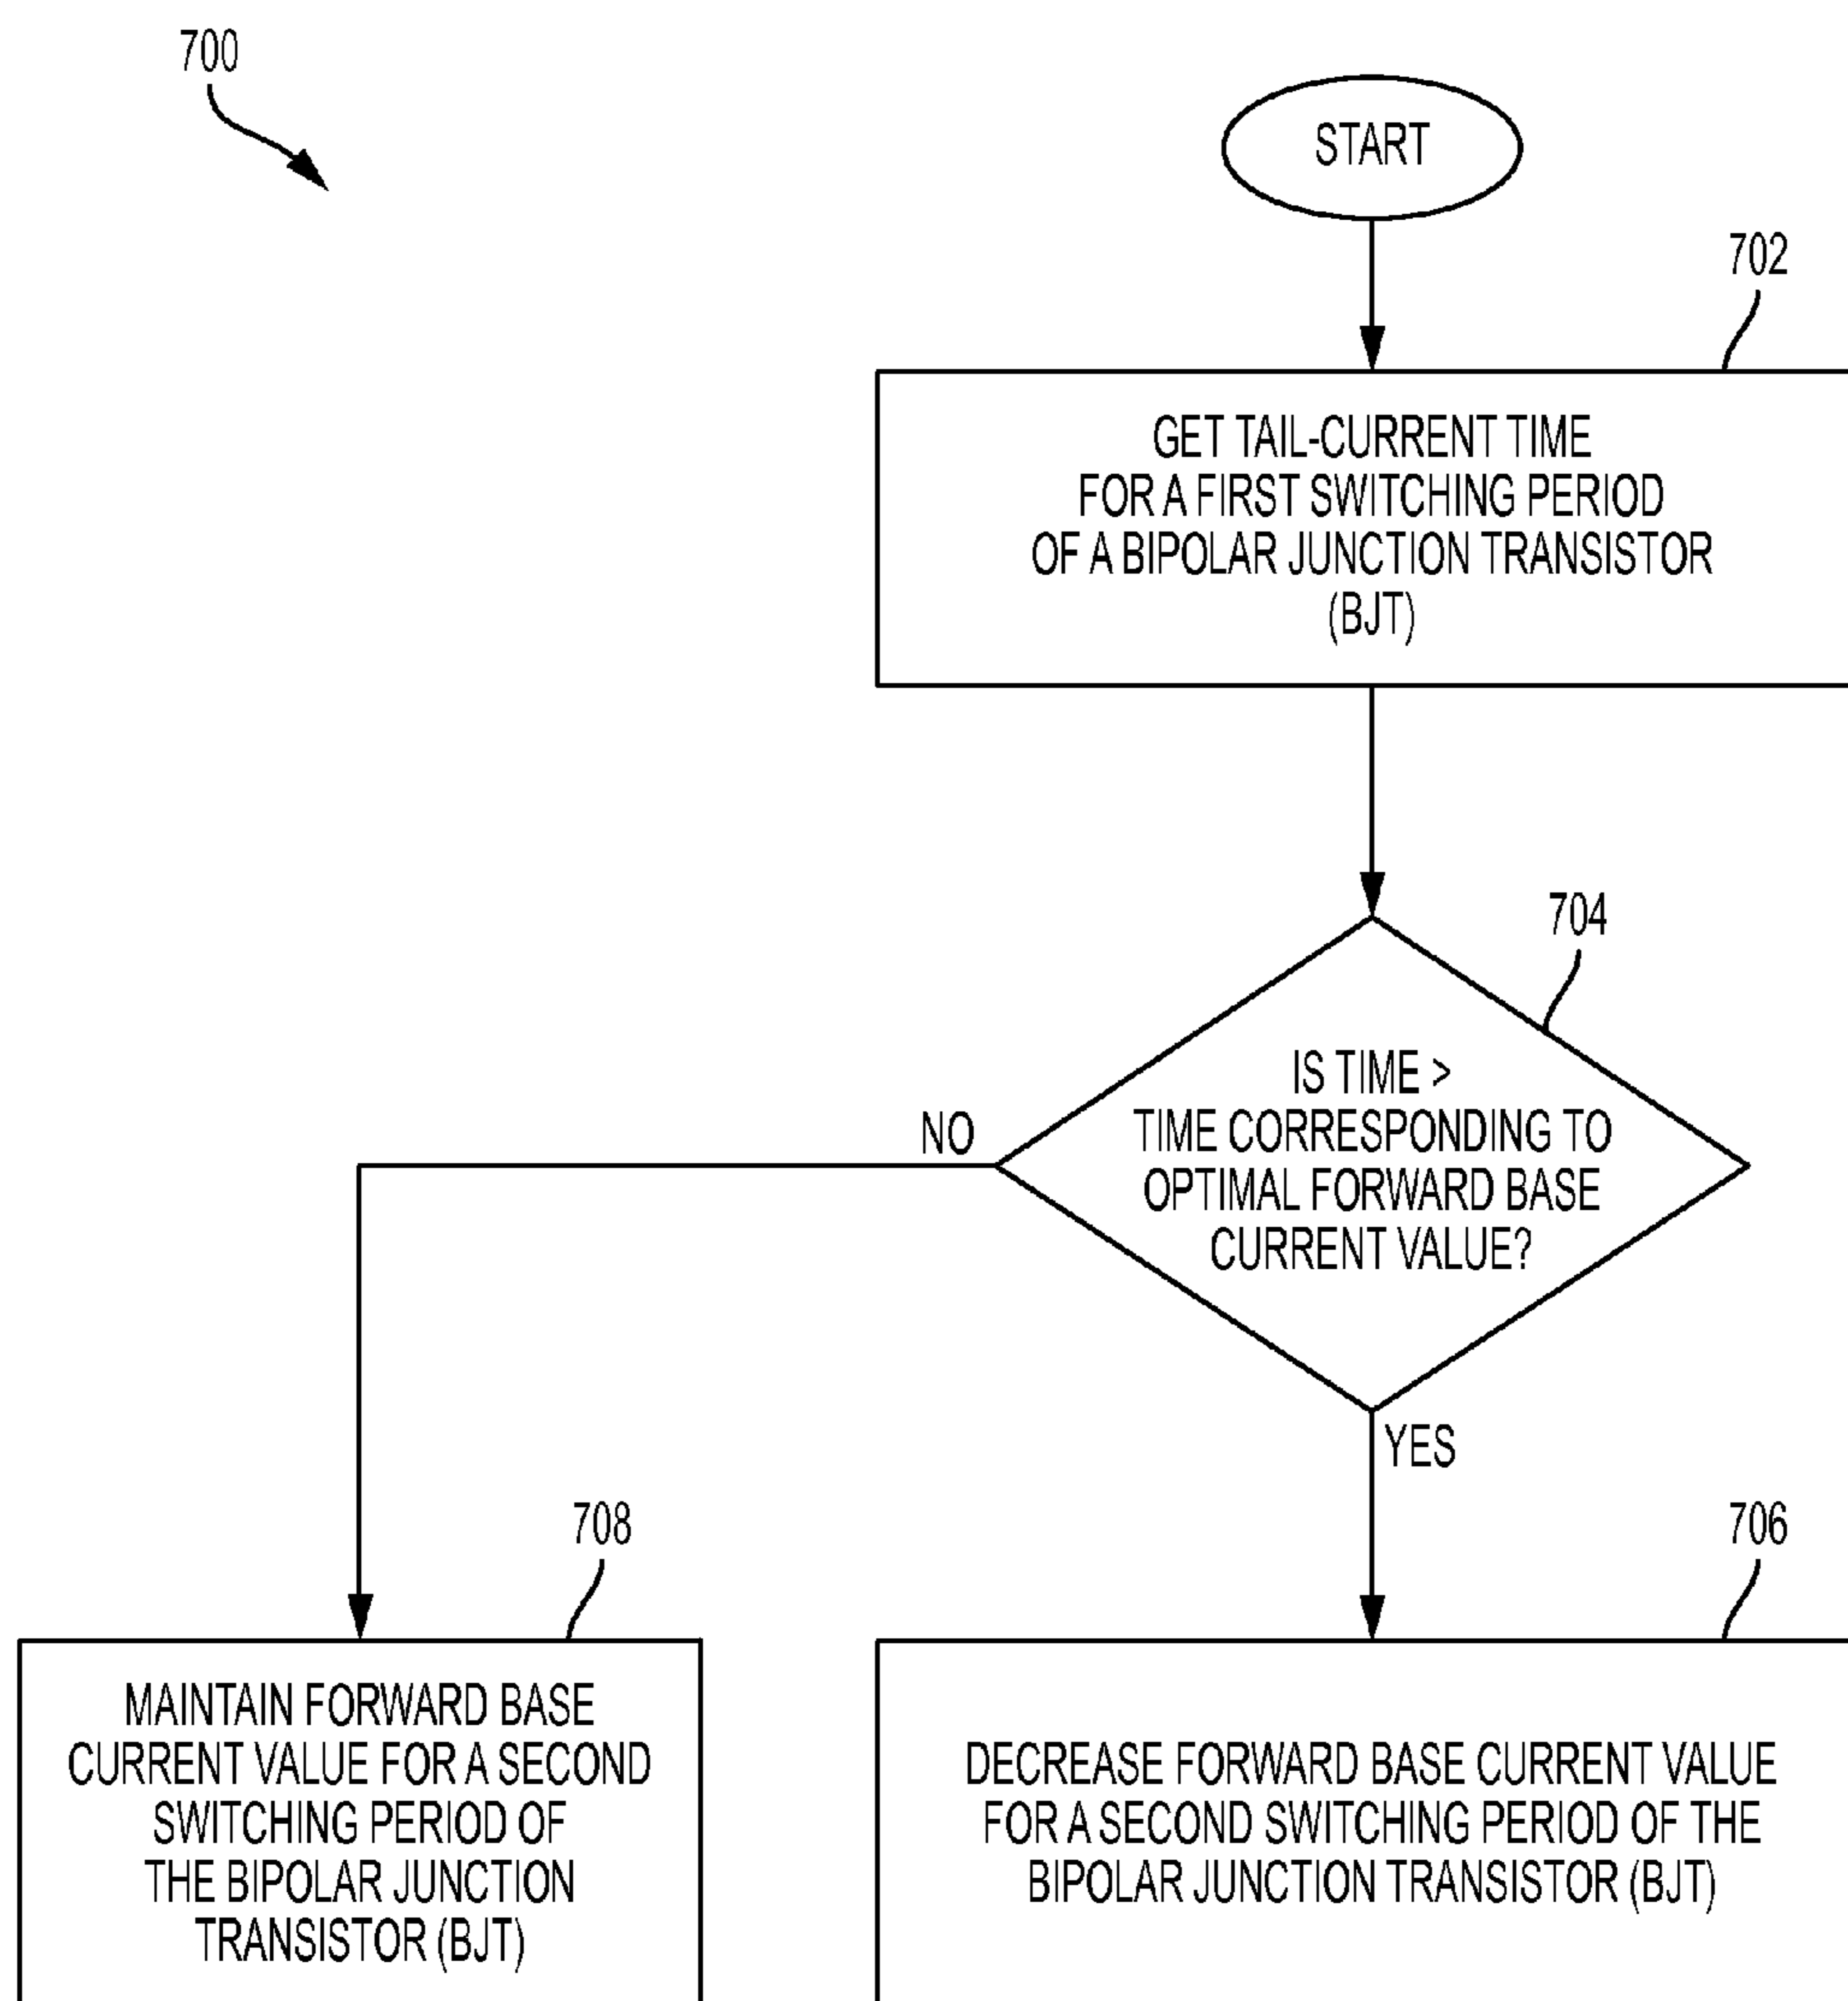 700
START
702
GET TAIL-CURRENT TIME
FOR A FIRST SWITCHING PERIOD
OF A BIPOLAR JUNCTION TRANSISTOR
(BJT)
704
IS TIME >
TIME CORRESPONDING TO
OPTIMAL FORWARD BASE
CURRENT VALUE?
NO
YES
708
MAINTAIN FORWARD BASE
CURRENT VALUE FOR A SECOND
SWITCHING PERIOD OF
THE BIPOLAR JUNCTION
TRANSISTOR (BJT)
706
DECREASE FORWARD BASE CURRENT VALUE
FOR A SECOND SWITCHING PERIOD OF THE
BIPOLAR JUNCTION TRANSISTOR (BJT)